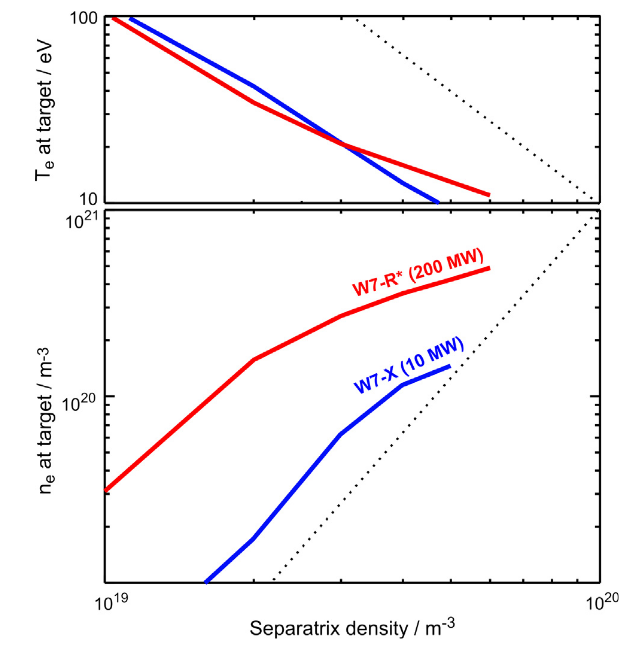 100
T_e at target / eV
10
10^21
W7-R* (200 MW)
W7-X (10 MW)
10^20
n_e at target / m-3
10^19
10^20
Separatrix density / m^-3